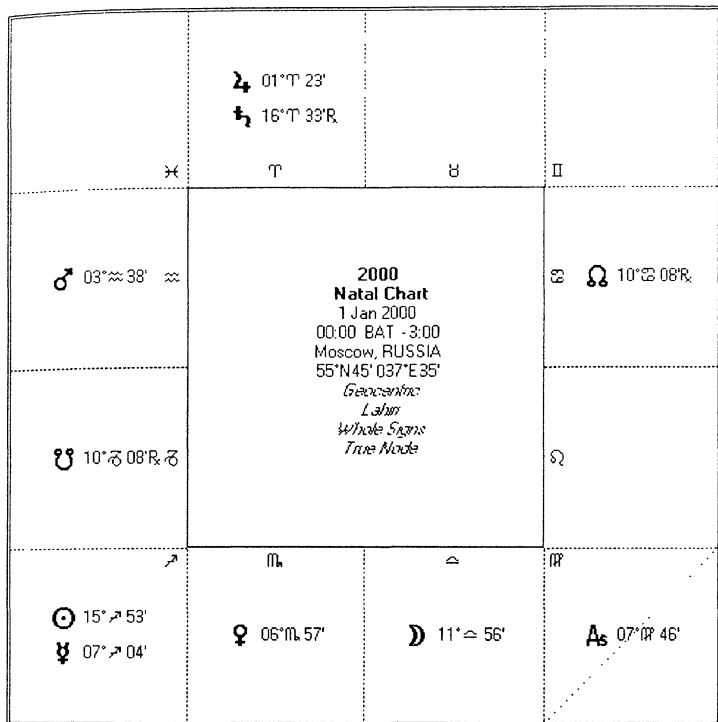 ♃ 01°♈ 23'
♄ 16°♈ 33'℞
♓ ♈ ♉ ♊
♂ 03°♒ 38' ♒
♋ ☊ 10°♋ 08'℞
2000
Natal Chart
1 Jan 2000
00:00 BAT -3:00
Moscow, RUSSIA
55°N45' 037°E35'
Geocentric
Lahiri
Whole Signs
True Node
☋ 10°♑ 08'℞ ♑
♌
♐ ♏ ♎ ♍
☉ 15°♐ 53'
☿ 07°♐ 04'
♀ 06°♏ 57'
☽ 11°♎ 56'
As 07°♍ 46'